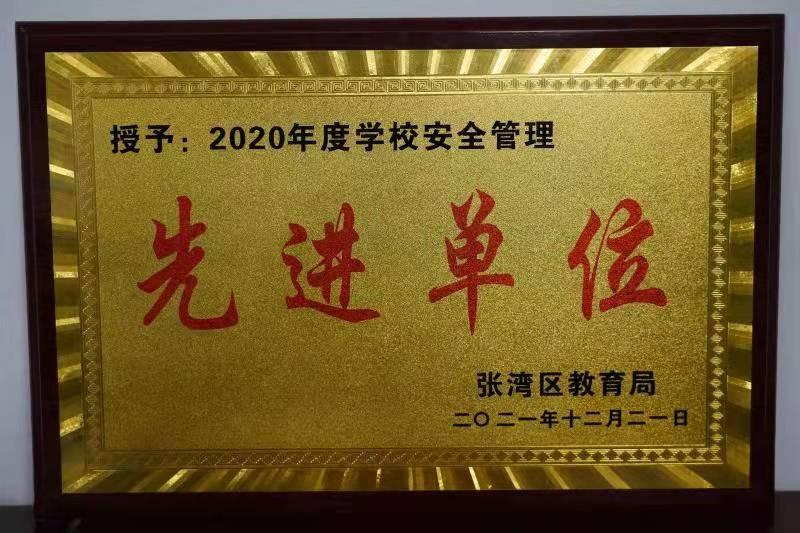 授予：2020年度学校安全管理
先进单位
张湾区教育局
二〇二一年十二月二一日